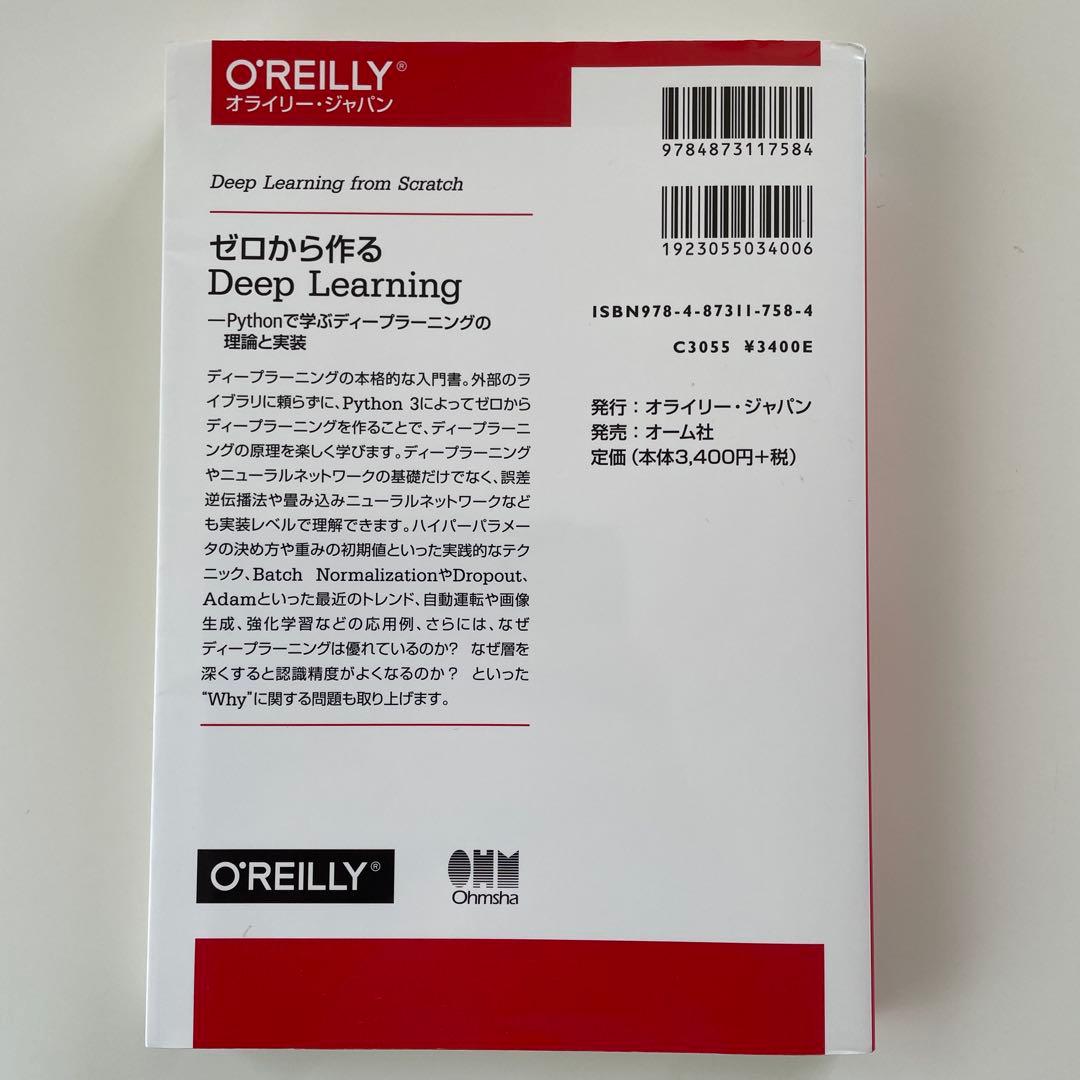 O'REILLY®
オライリー・ジャパン
Deep Learning from Scratch
ゼロから作る
Deep Learning
―Pythonで学ぶディープラーニングの
理論と実装
ディープラーニングの本格的な入門書。外部のラ
イブラリに頼らずに、Python 3によってゼロから
ディープラーニングを作ることで、ディープラーニ
ングの原理を楽しく学びます。ディープラーニング
やニューラルネットワークの基礎だけでなく、誤差
逆伝播法や畳み込みニューラルネットワークなど
も実装レベルで理解できます。ハイパーパラメー
タの決め方や重みの初期値といった実践的なテク
ニック、Batch NormalizationやDropout、
Adamといった最近のトレンド、自動運転や画像
生成、強化学習などの応用例、さらには、なぜ
ディープラーニングは優れているのか? なぜ層を
深くすると認識精度がよくなるのか? といった
“Why”に関する問題も取り上げます。
9784873117584
1923055034006
ISBN978-4-87311-758-4
C3055 ¥3400E
発行：オライリー・ジャパン
発売：オーム社
定価（本体3,400円+税）
O'REILLY®
OHM
Ohmsha